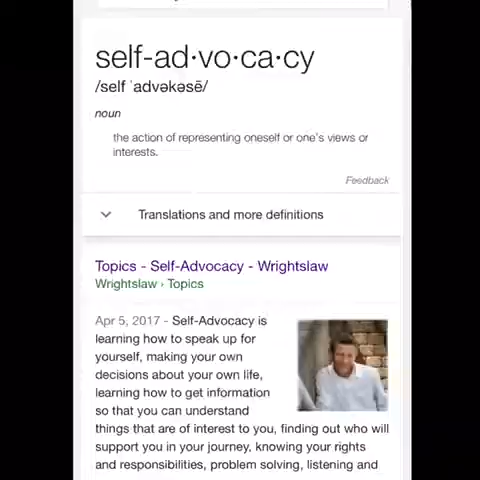 self-ad·vo·ca·cy
/self ˈadvəkəsē/
noun
the action of representing oneself or one's views or
interests.
Feedback
Translations and more definitions
Topics - Self-Advocacy - Wrightslaw
Wrightslaw › Topics
Apr 5, 2017 - Self-Advocacy is
learning how to speak up for
yourself, making your own
decisions about your own life,
learning how to get information
so that you can understand
things that are of interest to you, finding out who will
support you in your journey, knowing your rights
and responsibilities, problem solving, listening and